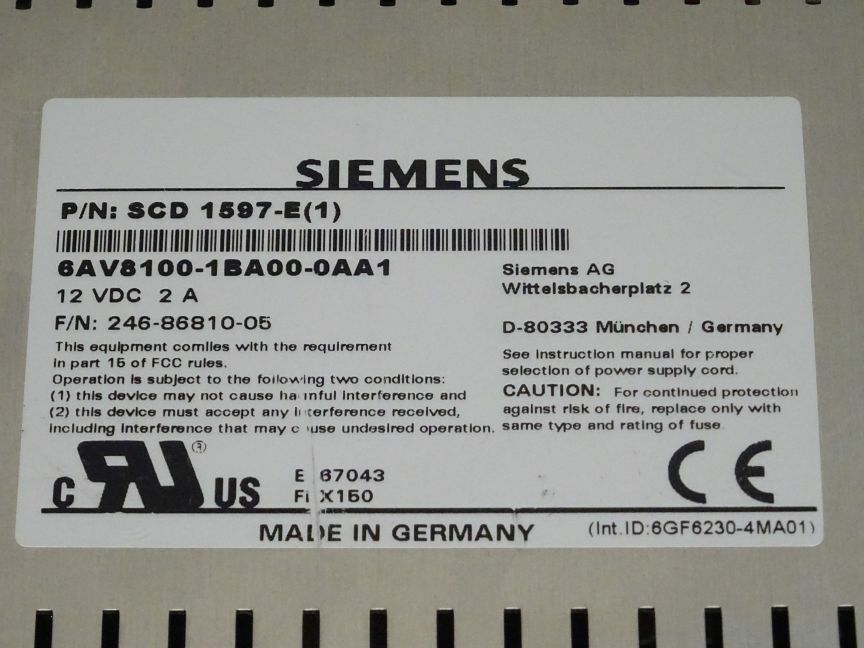 SIEMENS
P/N: SCD 1597-E(1)
6AV8100-1BA00-0AA1
12 VDC 2 A
F/N: 246-86810-05
This equipment comlies with the requirement
in part 15 of FCC rules.
Operation is subject to the following two conditions:
(1) this device may not cause ha mful interference and
(2) this device must accept any interference received,
including interference that may c use undesired operation.
Siemens AG
Wittelsbacherplatz 2
D-80333 München / Germany
See instruction manual for proper
selection of power supply cord.
CAUTION: For continued protection
against risk of fire, replace only with
same type and rating of fuse
C RU ® US
E 67043
X150
CE
MADE IN GERMANY
(Int.ID:6GF6230-4MA01)